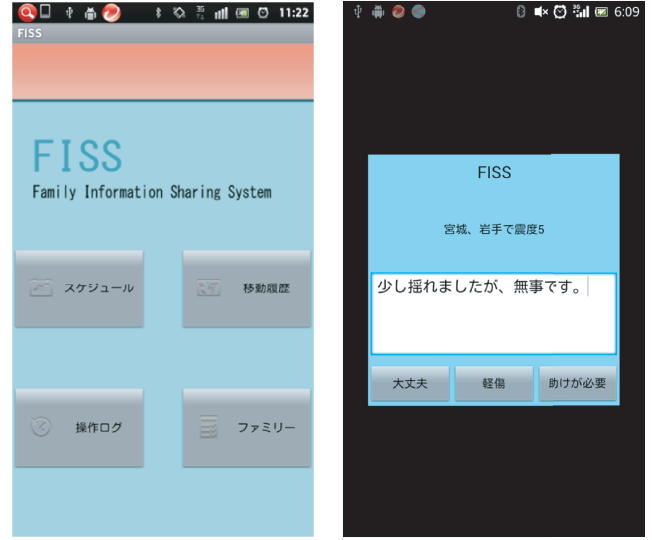 3G
11:22
FISS
FISS
Family Information Sharing System
スケジュール
移動履歴
操作ログ
ファミリー
3G
6:09
FISS
宮城、岩手で震度5
少し揺れましたが、無事です。
大丈夫
軽傷
助けが必要